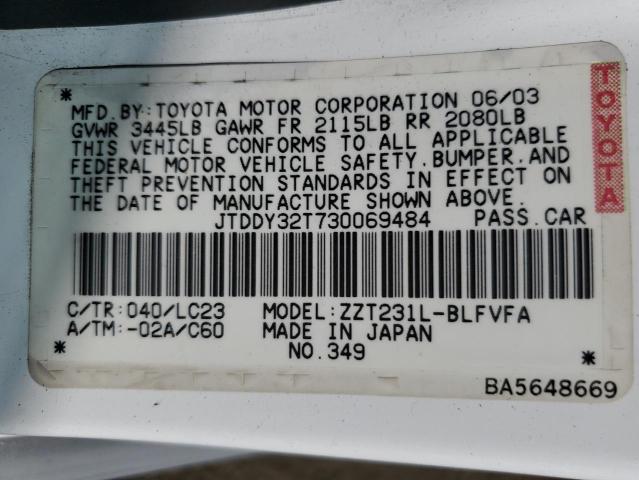 * MFD.BY:TOYOTA MOTOR CORPORATION 06/03
GVWR 3445LB GAWR FR 2115LB RR 2080LB
THIS VEHICLE CONFORMS TO ALL APPLICABLE
FEDERAL MOTOR VEHICLE SAFETY,BUMPER,AND
THEFT PREVENTION STANDARDS IN EFFECT ON
THE DATE OF MANUFACTURE SHOWN ABOVE.
JTDDY32T730069484 PASS.CAR
C/TR:040/LC23 MODEL:ZZT231L-BLFVFA
A/TM:-02A/C60 MADE IN JAPAN
* NO.349 *
BA5648669
TOYOTA